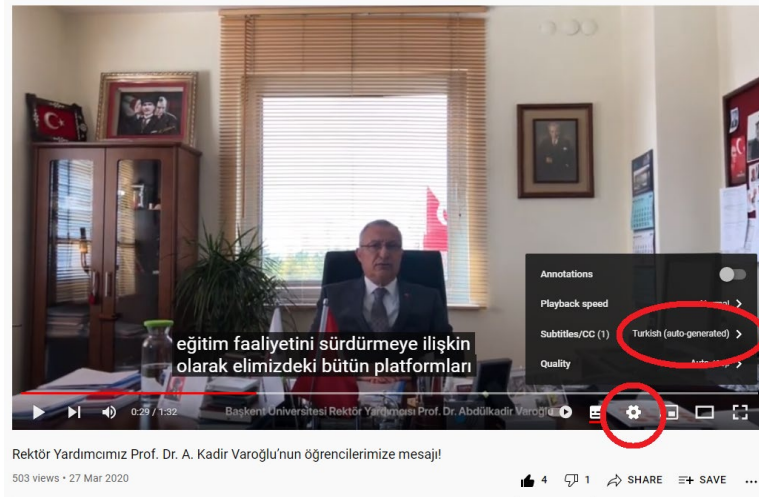 Annotations
Playback speed
Normal
Subtitles/CC (1)
Turkish (auto-generated)
Quality
eğitim faaliyetini sürdürmeye ilişkin
olarak elimizdeki bütün platformları
0:29 / 1:32
Başkent Üniversitesi Rektör Yardımcısı Prof. Dr. Abdülkadir Varoğlu
Rektör Yardımcımız Prof. Dr. A. Kadir Varoğlu'nun öğrencilerimize mesajı!
503 views • 27 Mar 2020
4
1
SHARE
SAVE